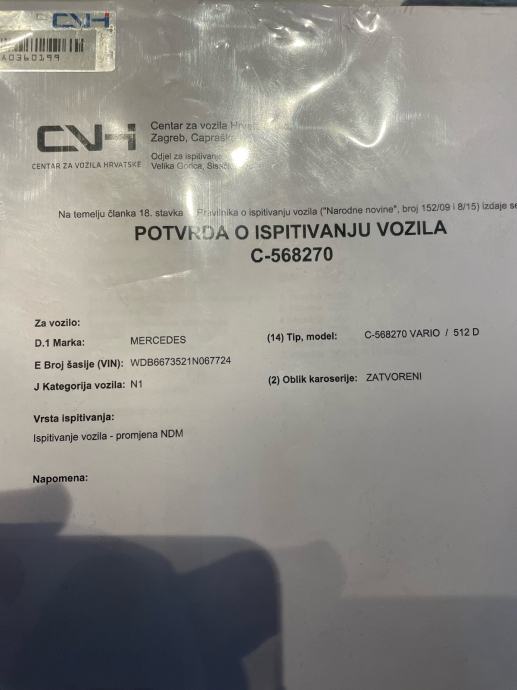 CVH
A0360199
CVH
CENTAR ZA VOZILA HRVATSKE
Centar za vozila
Zagreb, Capraške
Odjel za ispitivanje
Velika Gorica,
Na temelju članka 18. stavka Pravilnika o ispitivanju vozila ("Narodne novine", broj 152/09 i 8/15) izdaje se
POTVRDA O ISPITIVANJU VOZILA
C-568270
Za vozilo:
D.1 Marka: MERCEDES (14) Tip, model: C-568270 VARIO / 512 D
E Broj šasije (VIN): WDB6673521N067724
J Kategorija vozila: N1 (2) Oblik karoserije: ZATVORENI
Vrsta ispitivanja:
Ispitivanje vozila - promjena NDM
Napomena: